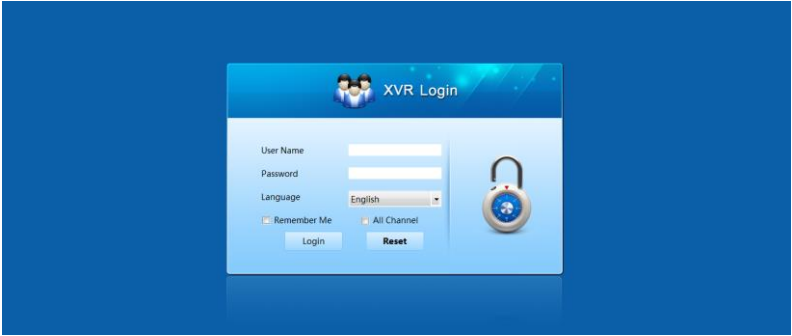 XVR Login
User Name
Password
Language English
Remember Me All Channel
Login Reset